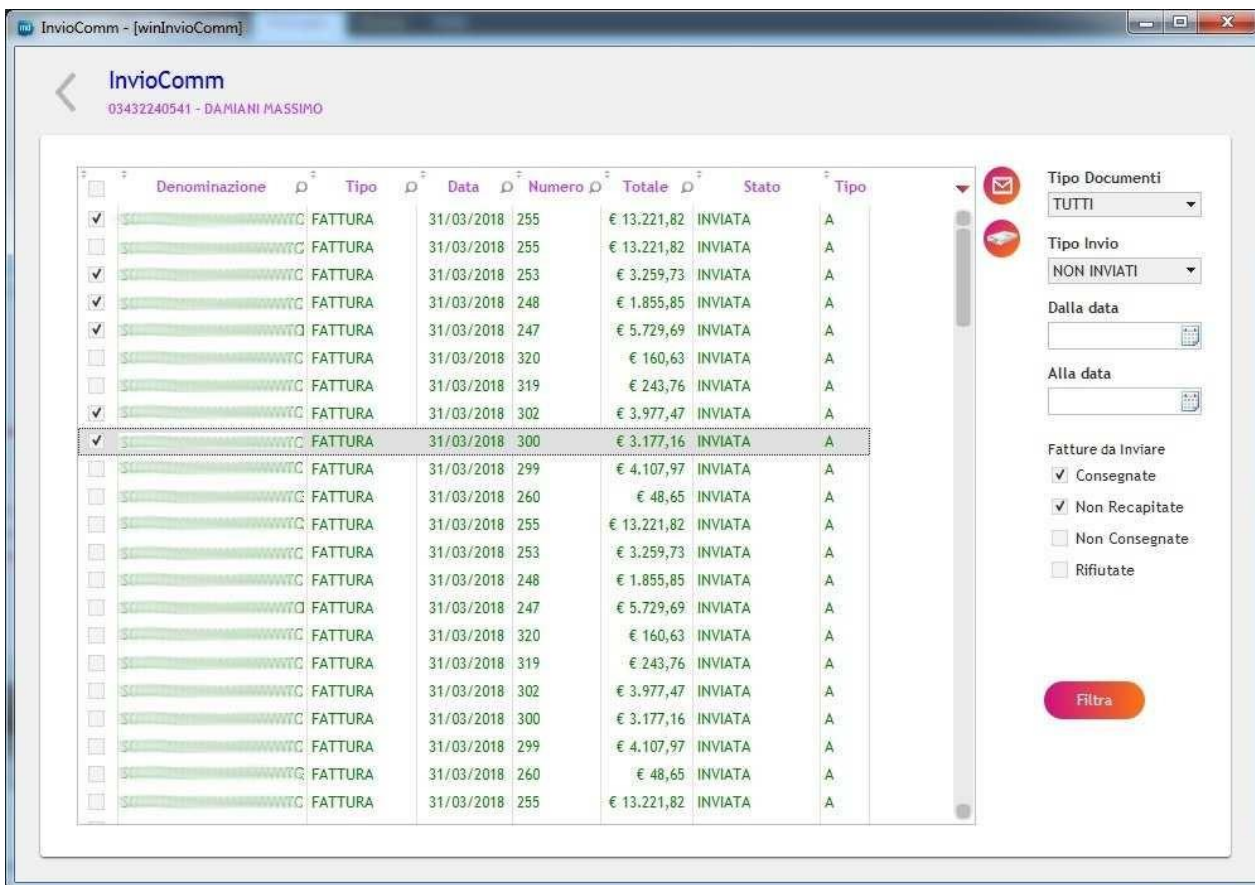 InvioComm - [winInvioComm]
InvioComm
03432240541 - DAMIANI MASSIMO
Denominazione Tipo Data Numero Totale Stato Tipo
FATTURA 31/03/2018 255 € 13.221,82 INVIATA A
FATTURA 31/03/2018 255 € 13.221,82 INVIATA A
FATTURA 31/03/2018 253 € 3.259,73 INVIATA A
FATTURA 31/03/2018 248 € 1.855,85 INVIATA A
FATTURA 31/03/2018 247 € 5.729,69 INVIATA A
FATTURA 31/03/2018 320 € 160,63 INVIATA A
FATTURA 31/03/2018 319 € 243,76 INVIATA A
FATTURA 31/03/2018 302 € 3.977,47 INVIATA A
FATTURA 31/03/2018 300 € 3.177,16 INVIATA A
FATTURA 31/03/2018 299 € 4.107,97 INVIATA A
FATTURA 31/03/2018 260 € 48,65 INVIATA A
FATTURA 31/03/2018 255 € 13.221,82 INVIATA A
FATTURA 31/03/2018 253 € 3.259,73 INVIATA A
FATTURA 31/03/2018 248 € 1.855,85 INVIATA A
FATTURA 31/03/2018 247 € 5.729,69 INVIATA A
FATTURA 31/03/2018 320 € 160,63 INVIATA A
FATTURA 31/03/2018 319 € 243,76 INVIATA A
FATTURA 31/03/2018 302 € 3.977,47 INVIATA A
FATTURA 31/03/2018 300 € 3.177,16 INVIATA A
FATTURA 31/03/2018 299 € 4.107,97 INVIATA A
FATTURA 31/03/2018 260 € 48,65 INVIATA A
FATTURA 31/03/2018 255 € 13.221,82 INVIATA A
Tipo Documenti
TUTTI
Tipo Invio
NON INVIATI
Dalla data
Alla data
Fatture da Inviare
Consegnate
Non Recapitate
Non Consegnate
Rifiutate
Filtra